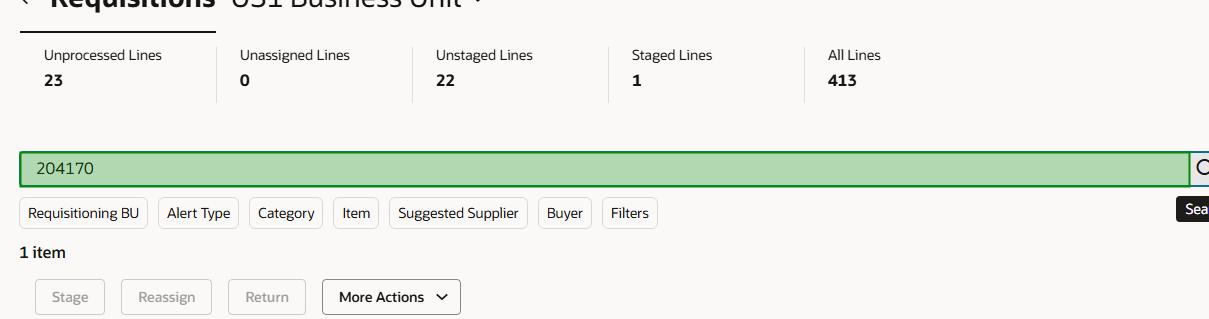 Requisitions US1 Business Unit
Unprocessed Lines
23
Unassigned Lines
0
Unstaged Lines
22
Staged Lines
1
All Lines
413
204170
Requisitioning BU Alert Type Category Item Suggested Supplier Buyer Filters
1 item
Stage Reassign Return More Actions